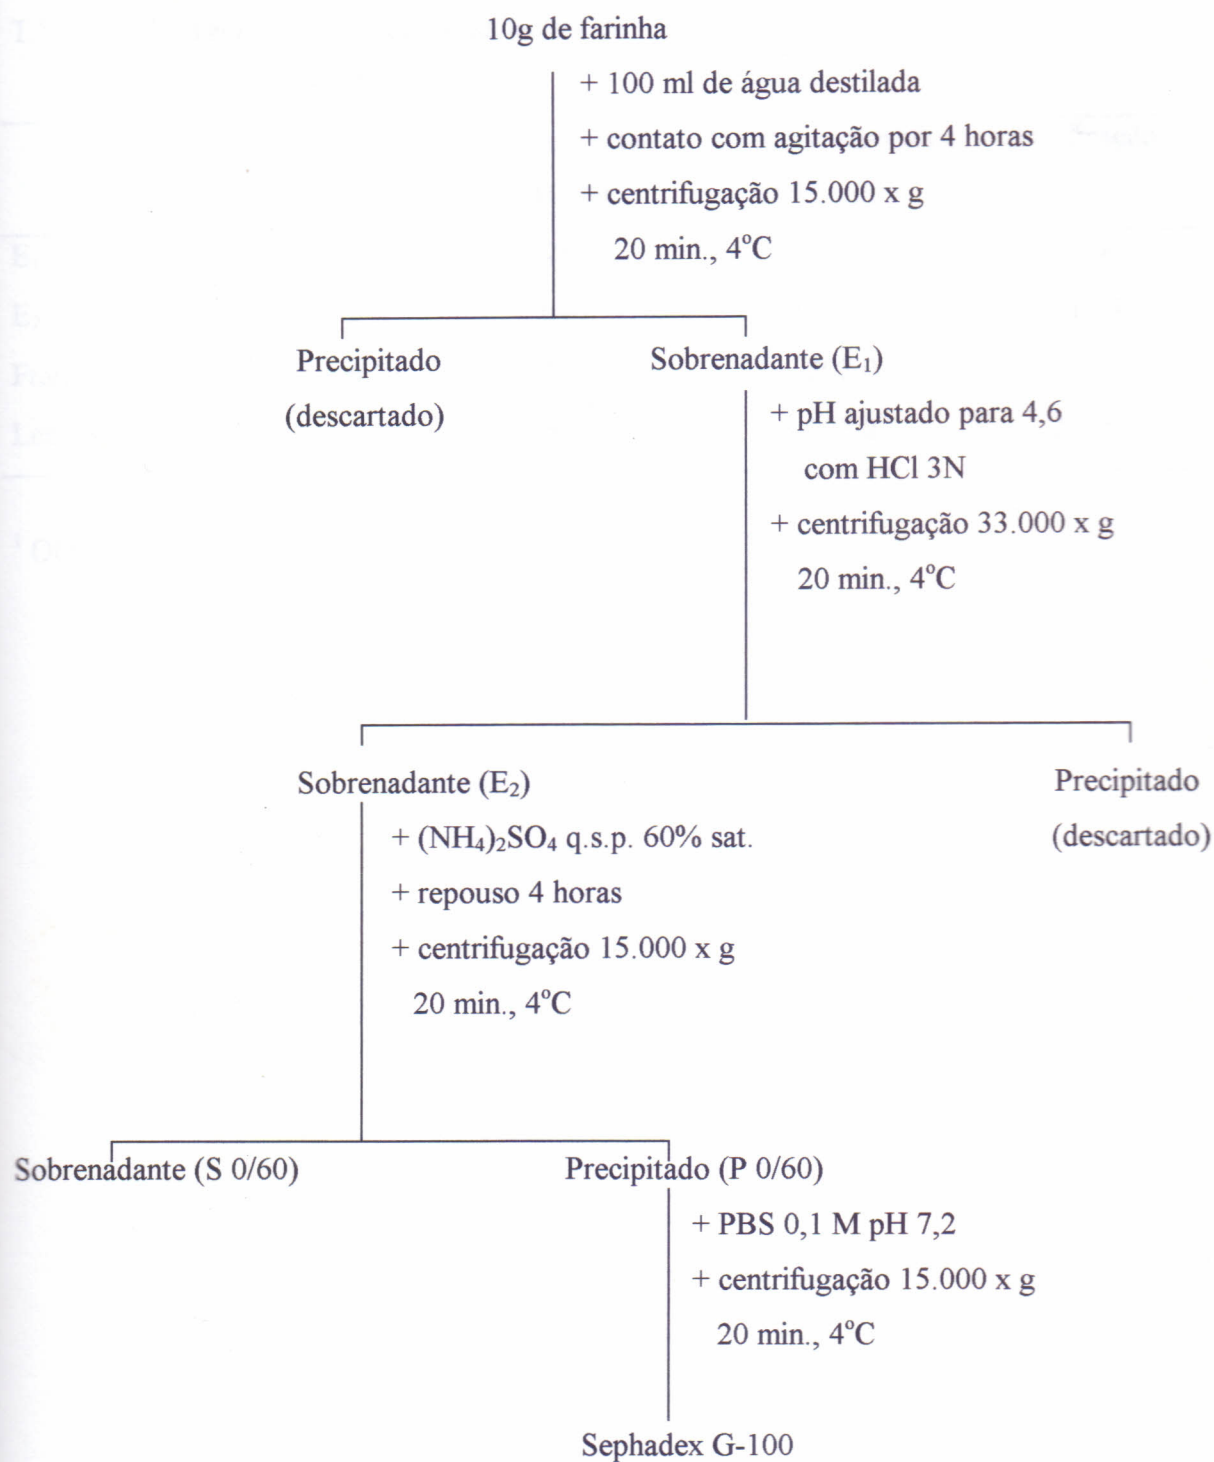 10g de farinha
+ 100 ml de água destilada
+ contato com agitação por 4 horas
+ centrifugação 15.000 x g
20 min., 4°C
Precipitado
(descartado)
Sobrenadante (E₁)
+ pH ajustado para 4,6
com HCl 3N
+ centrifugação 33.000 x g
20 min., 4°C
Sobrenadante (E₂)
Precipitado
(descartado)
+ (NH₄)₂SO₄ q.s.p. 60% sat.
+ repouso 4 horas
+ centrifugação 15.000 x g
20 min., 4°C
Sobrenadante (S 0/60)
Precipitado (P 0/60)
+ PBS 0,1 M pH 7,2
+ centrifugação 15.000 x g
20 min., 4°C
Sephadex G-100